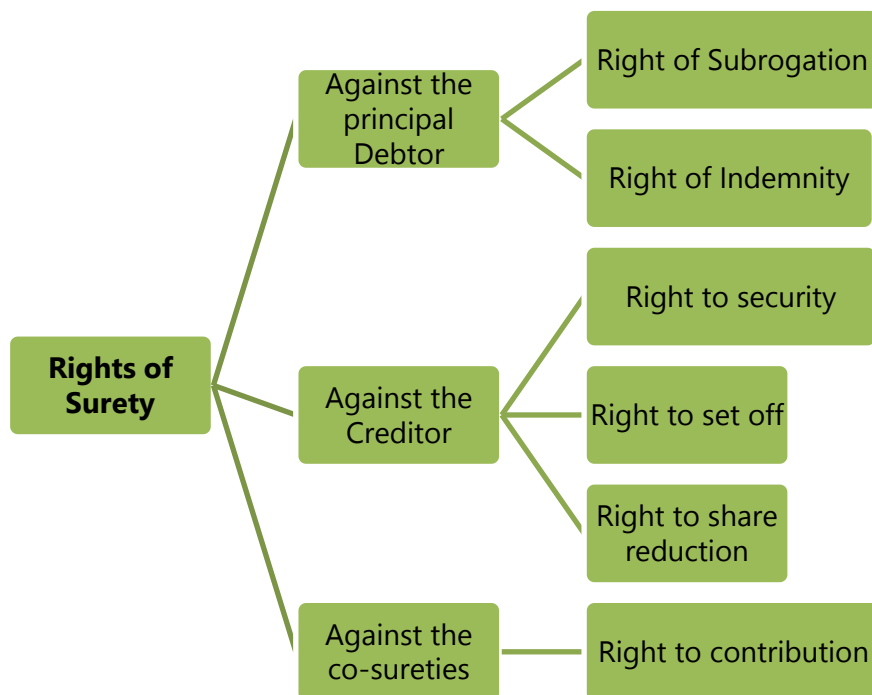 Rights of
Surety
Against the
principal
Debtor
Right of Subrogation
Right of Indemnity
Against the
Creditor
Right to security
Right to set off
Right to share
reduction
Against the
co-sureties
Right to contribution